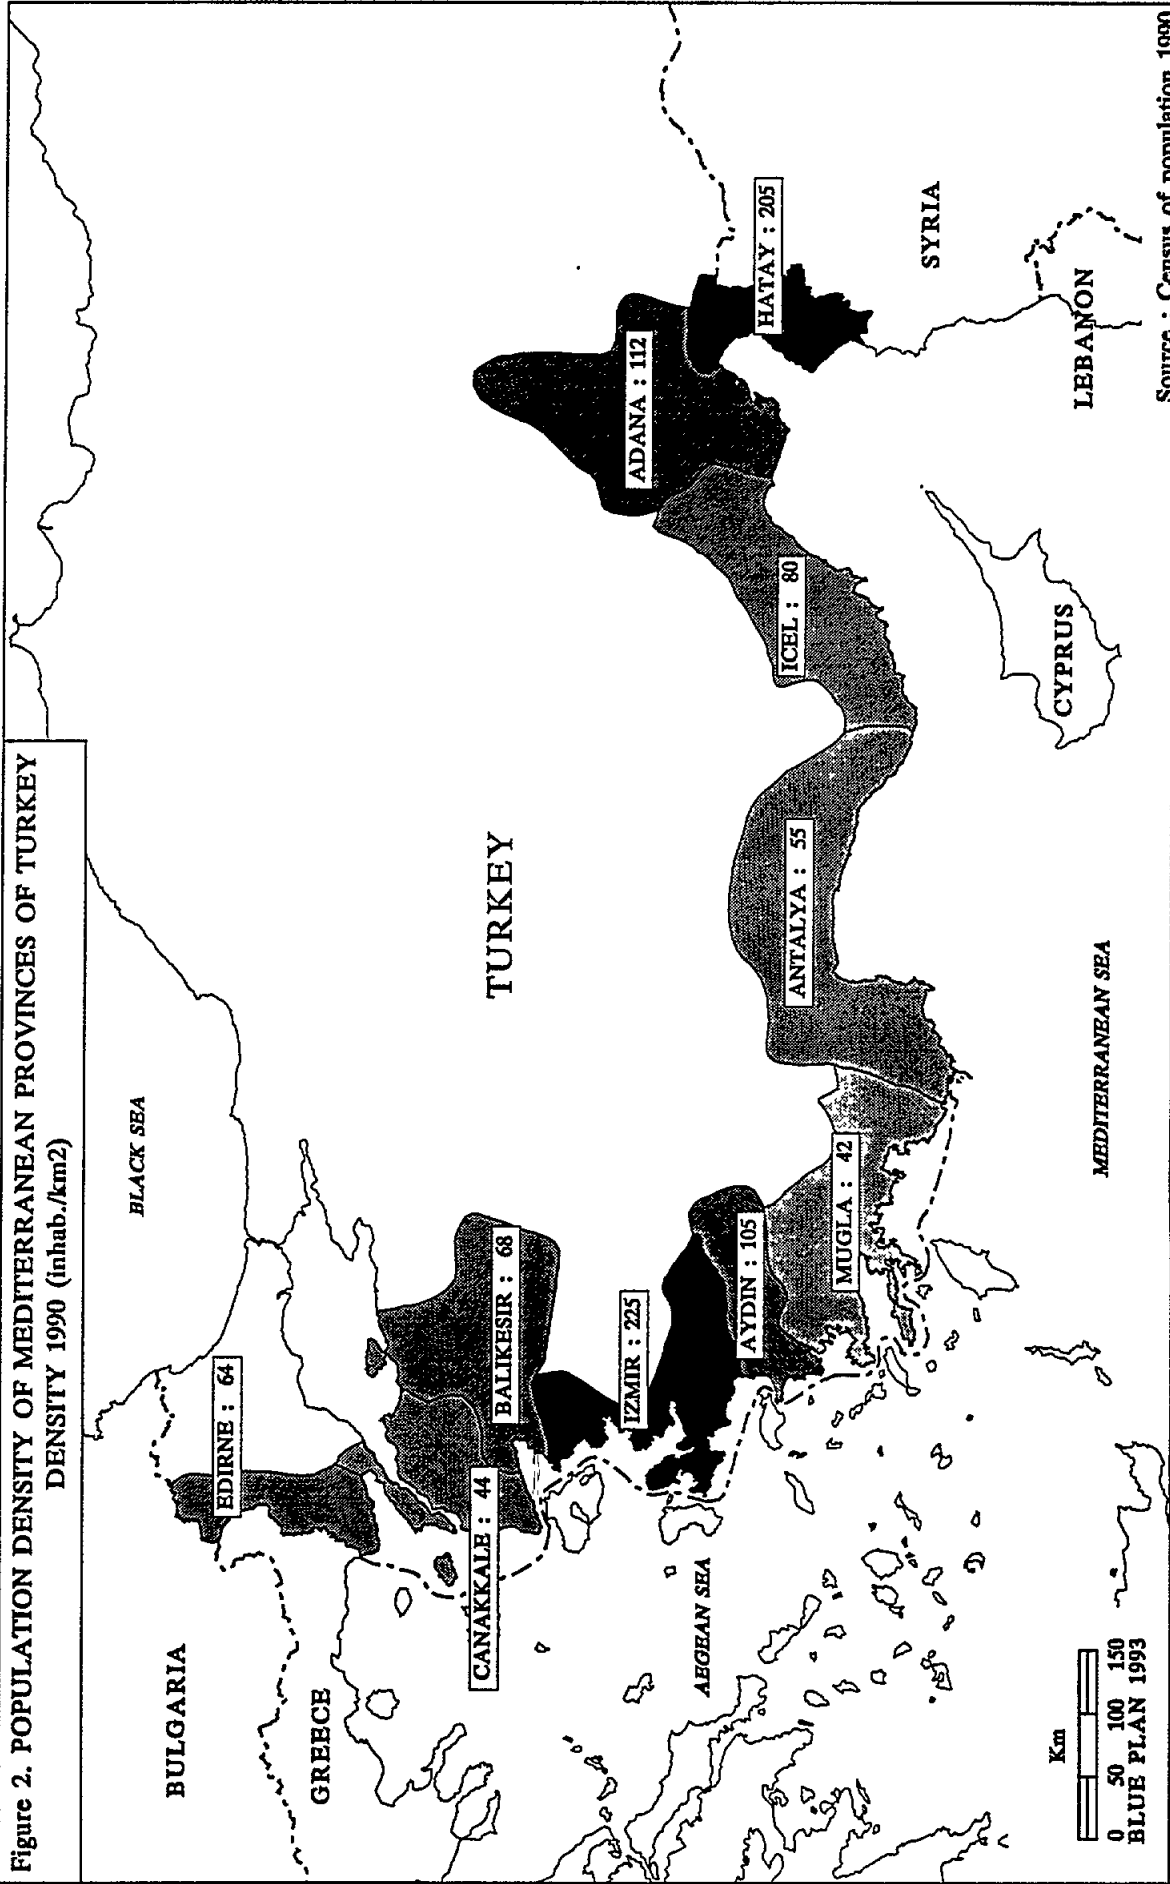 Figure 2. POPULATION DENSITY OF MEDITERRANEAN PROVINCES OF TURKEY
DENSITY 1990 (inhab./km2)
BLACK SEA
BULGARIA
EDIRNE : 64
GREECE
TURKEY
CANAKKALE : 44
BALIKESIR : 68
IZMIR : 225
ADANA : 112
AEGEAN SEA
AYDIN : 105
HATAY : 205
ANTALYA : 55
ICEL : 80
MUGLA : 42
SYRIA
CYPRUS
LEBANON
MEDITERRANEAN SEA
Km
0 50 100 150
BLUE PLAN 1993
Source : Census of population 1990